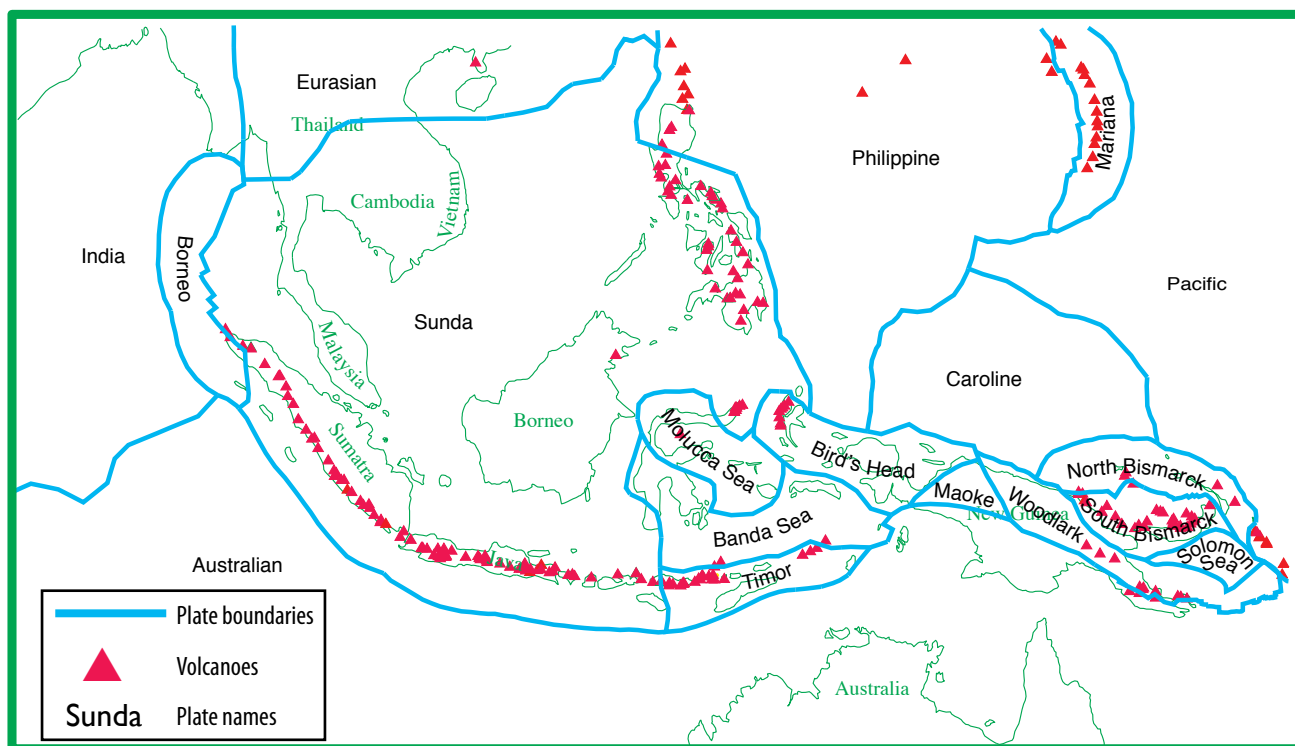 Eurasian
Thailand
Philippine
Mariana
Cambodia
Vietnam
India
Borneo
Pacific
Sunda
Malaysia
Caroline
Borneo
Sumatra
Molucca Sea
Bird's Head
North Bismarck
Maoke
Woodlark
New Guinea
South Bismarck
Banda Sea
Solomon
Sea
Java
Timor
Australian
Australia
Plate boundaries
Volcanoes
Sunda Plate names